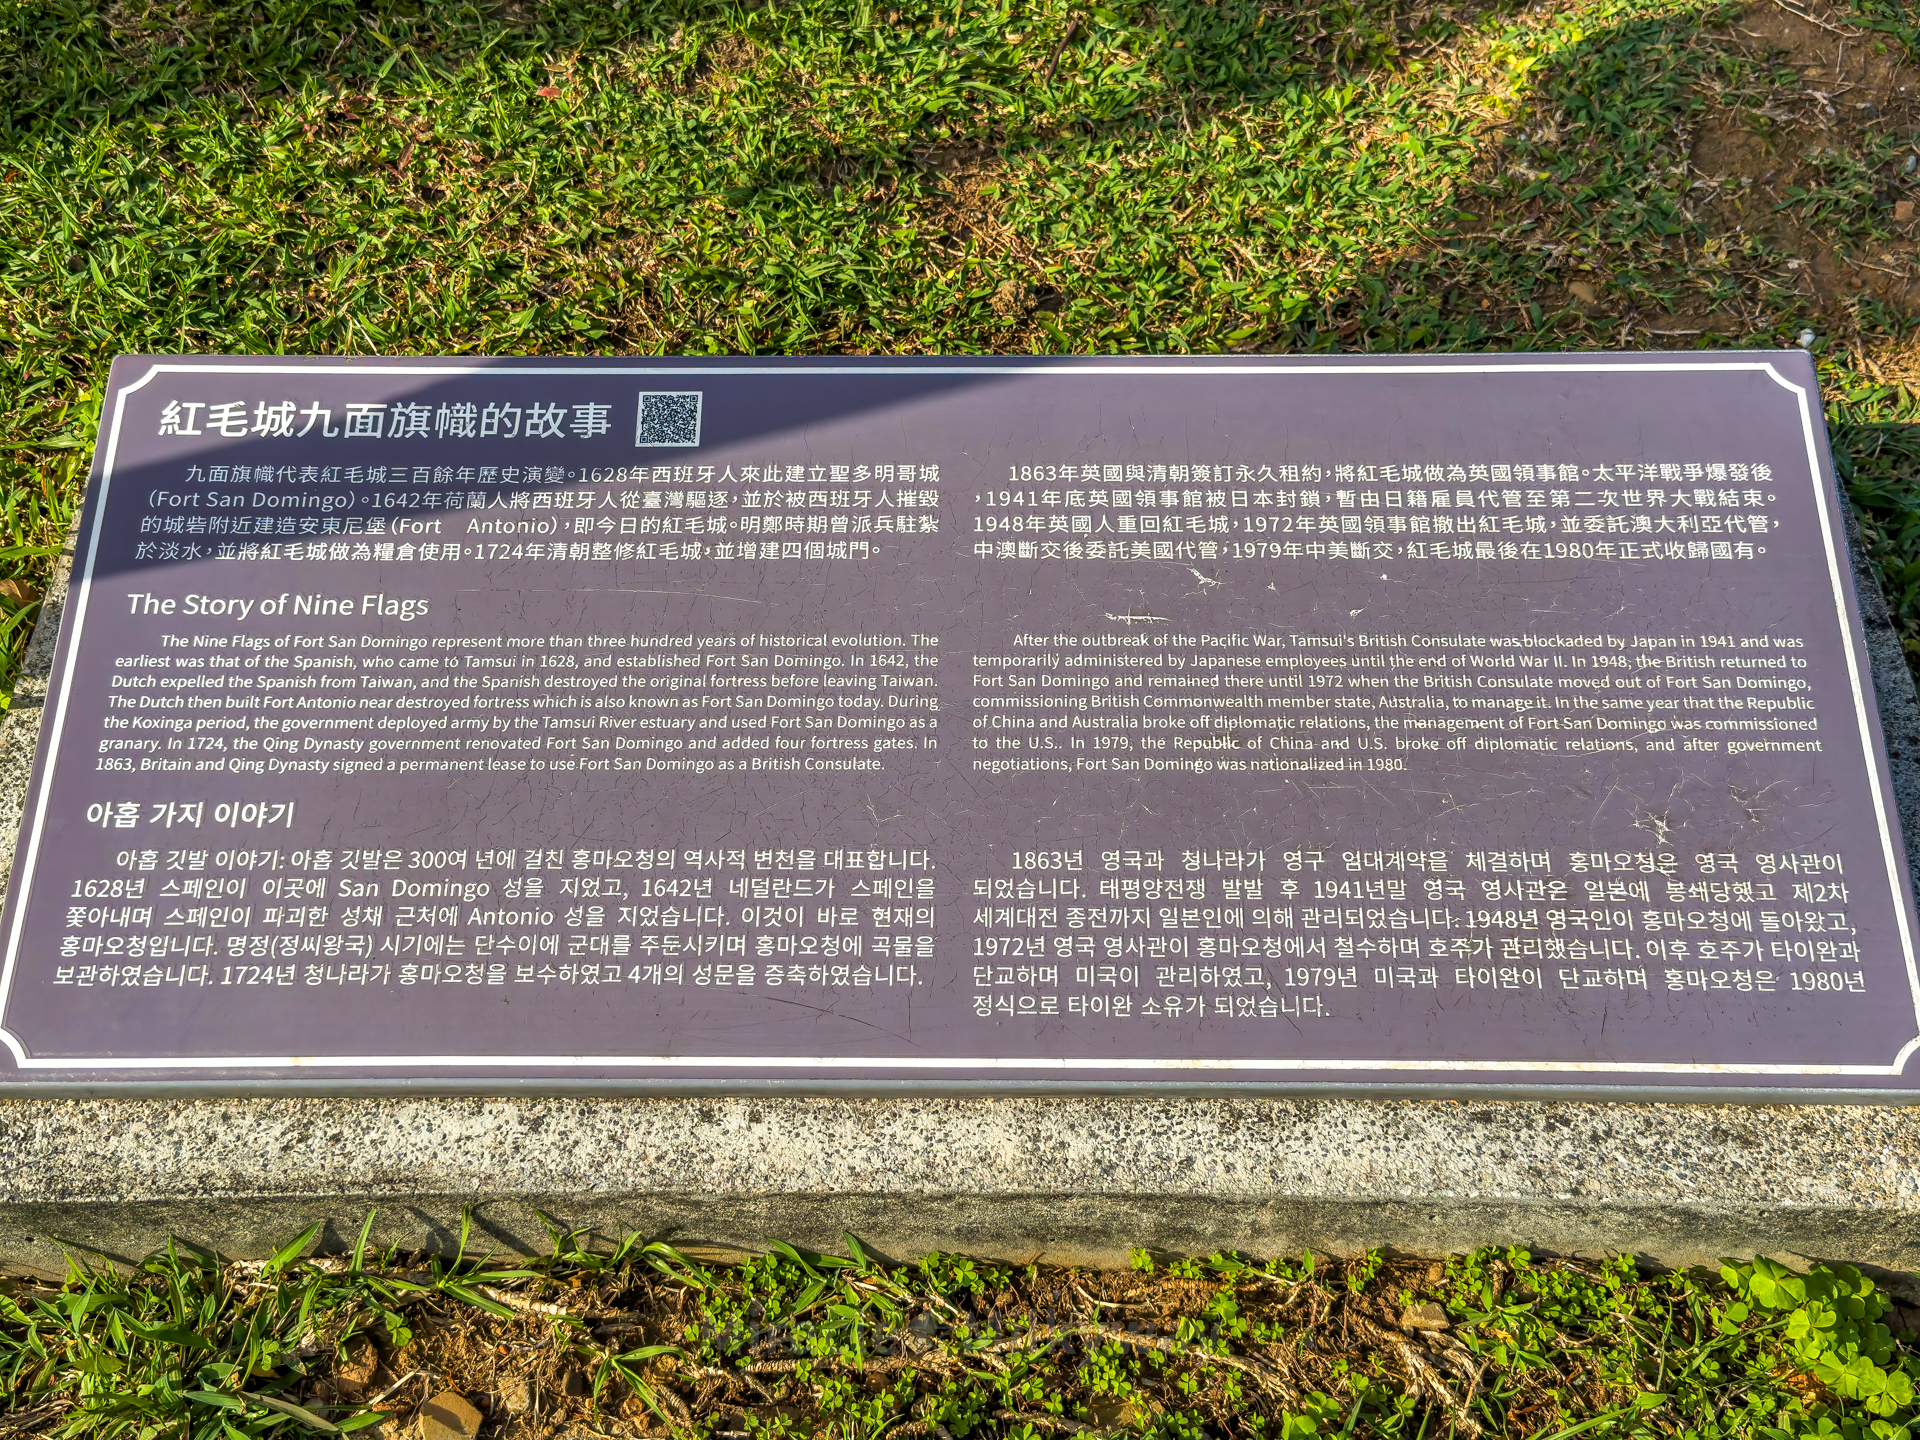 紅毛城九面旗幟的故事
九面旗幟代表紅毛城三百餘年歷史演變。1628年西班牙人來此建立聖多明哥城
（Fort San Domingo）。1642年荷蘭人將西班牙人從臺灣驅逐，並於被西班牙人摧毀
的城砦附近建造安東尼堡（Fort Antonio），即今日的紅毛城。明鄭時期曾派兵駐紮
於淡水，並將紅毛城做為糧倉使用。1724年清朝整修紅毛城，並增建四個城門。
1863年英國與清朝簽訂永久租約，將紅毛城做為英國領事館。太平洋戰爭爆發後
，1941年底英國領事館被日本封鎖，暫由日籍雇員代管至第二次世界大戰結束。
1948年英國人重回紅毛城，1972年英國領事館撤出紅毛城，並委託澳大利亞代管，
中澳斷交後委託美國代管，1979年中美斷交，紅毛城最後在1980年正式收歸國有。
The Story of Nine Flags
The Nine Flags of Fort San Domingo represent more than three hundred years of historical evolution. The
earliest was that of the Spanish, who came to Tamsui in 1628, and established Fort San Domingo. In 1642, the
Dutch expelled the Spanish from Taiwan, and the Spanish destroyed the original fortress before leaving Taiwan.
The Dutch then built Fort Antonio near destroyed fortress which is also known as Fort San Domingo today. During
the Koxinga period, the government deployed army by the Tamsui River estuary and used Fort San Domingo as a
granary. In 1724, the Qing Dynasty government renovated Fort San Domingo and added four fortress gates. In
1863, Britain and Qing Dynasty signed a permanent lease to use Fort San Domingo as a British Consulate.
After the outbreak of the Pacific War, Tamsui's British Consulate was blockaded by Japan in 1941 and was
temporarily administered by Japanese employees until the end of World War II. In 1948, the British returned to
Fort San Domingo and remained there until 1972 when the British Consulate moved out of Fort San Domingo,
commissioning British Commonwealth member state, Australia, to manage it. In the same year that the Republic
of China and Australia broke off diplomatic relations, the management of Fort San Domingo was commissioned
to the U.S.. In 1979, the Republic of China and U.S. broke off diplomatic relations, and after government
negotiations, Fort San Domingo was nationalized in 1980.
아홉 가지 이야기
아홉 깃발 이야기: 아홉 깃발은 300여 년에 걸친 홍마오청의 역사적 변천을 대표합니다.
1628년 스페인이 이곳에 San Domingo 성을 지었고, 1642년 네덜란드가 스페인을
쫓아내며 스페인이 파괴한 성채 근처에 Antonio 성을 지었습니다. 이것이 바로 현재의
홍마오청입니다. 명정(정씨왕국) 시기에는 단수이에 군대를 주둔시키며 홍마오청에 곡물을
보관하였습니다. 1724년 청나라가 홍마오청을 보수하였고 4개의 성문을 증축하였습니다.
1863년 영국과 청나라가 영구 임대계약을 체결하며 홍마오청은 영국 영사관이
되었습니다. 태평양전쟁 발발 후 1941년말 영국 영사관은 일본에 봉쇄당했고 제2차
세계대전 종전까지 일본인에 의해 관리되었습니다. 1948년 영국인이 홍마오청에 돌아왔고,
1972년 영국 영사관이 홍마오청에서 철수하며 호주가 관리했습니다. 이후 호주가 타이완과
단교하며 미국이 관리하였고, 1979년 미국과 타이완이 단교하며 홍마오청은 1980년
정식으로 타이완 소유가 되었습니다.